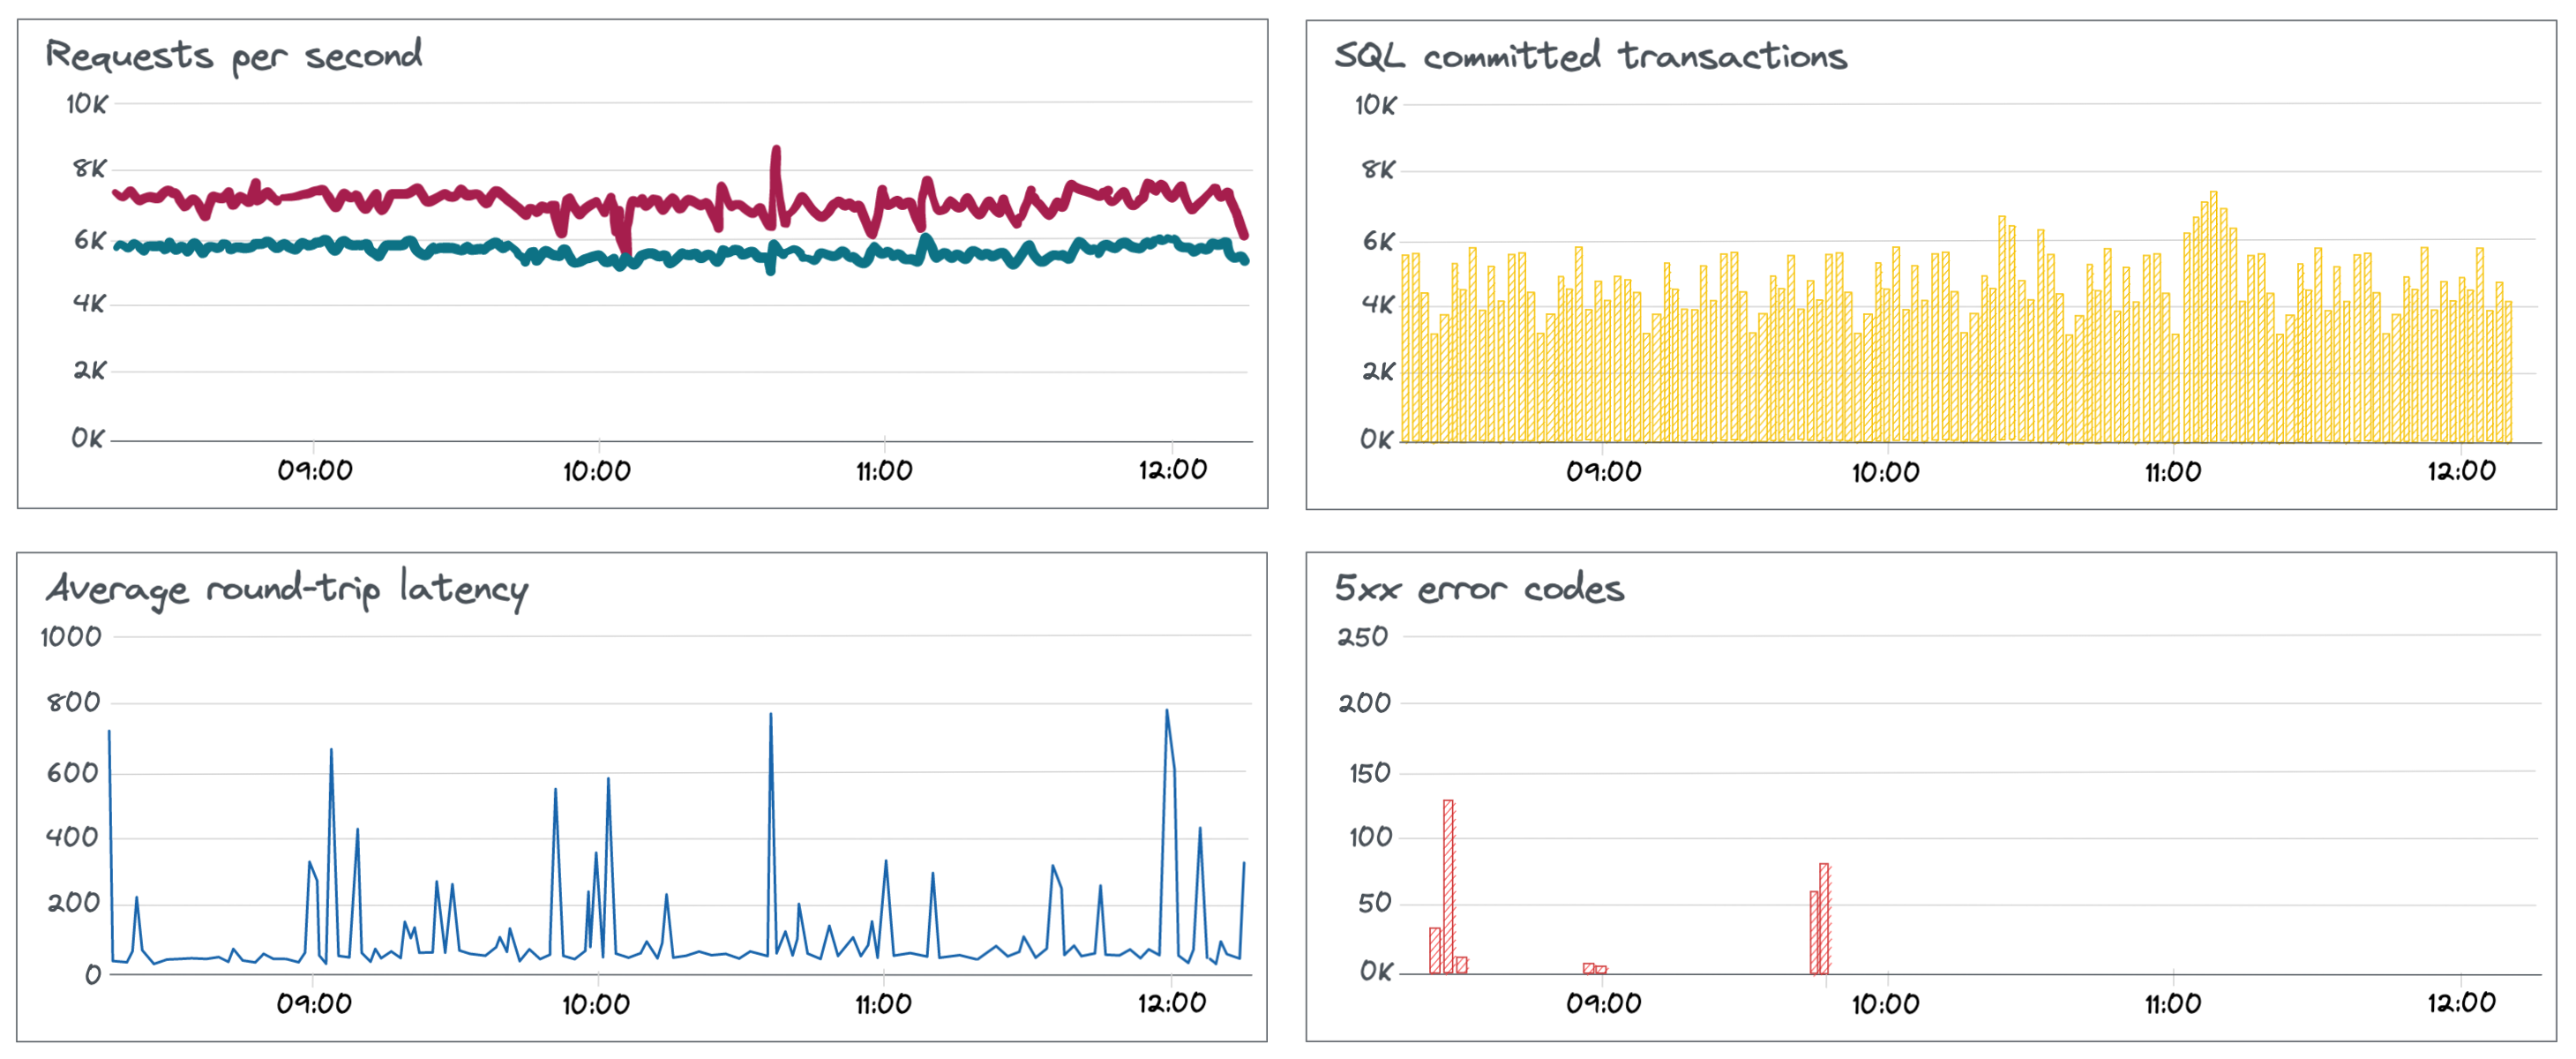 Requests per second
10K
8K
6K
4K
2K
0K
09:00 10:00 11:00 12:00
SQL committed transactions
10K
8K
6K
4K
2K
0K
09:00 10:00 11:00 12:00
Average round-trip latency
1000
800
600
400
200
0
09:00 10:00 11:00 12:00
5xx error codes
250
200
150
100
50
0K
09:00 10:00 11:00 12:00